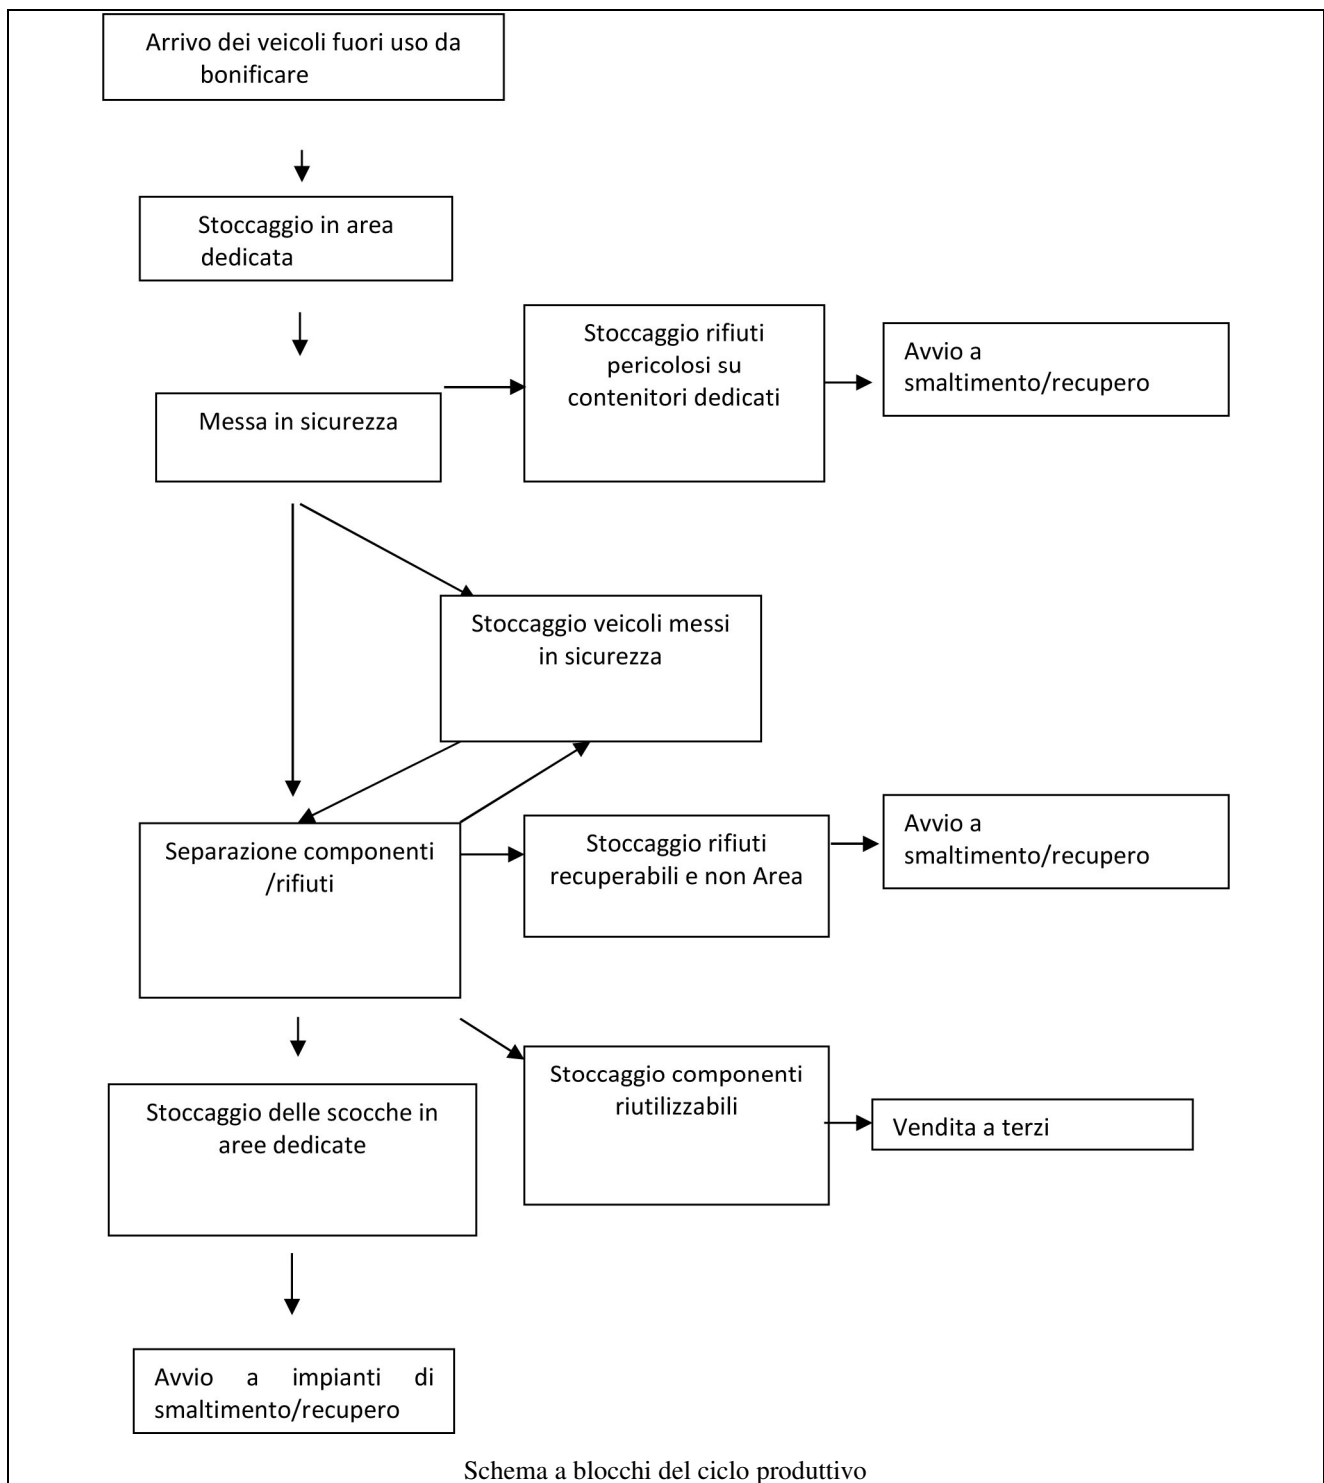 Arrivo dei veicoli fuori uso da
bonificare
Stoccaggio in area
dedicata
Stoccaggio rifiuti
pericolosi su
contenitori dedicati
Avvio a
smaltimento/recupero
Messa in sicurezza
Stoccaggio veicoli messi
in sicurezza
Separazione componenti
/rifiuti
Stoccaggio rifiuti
recuperabili e non Area
Avvio a
smaltimento/recupero
Stoccaggio componenti
riutilizzabili
Vendita a terzi
Stoccaggio delle scocche in
aree dedicate
Avvio a impianti di
smaltimento/recupero
Schema a blocchi del ciclo produttivo